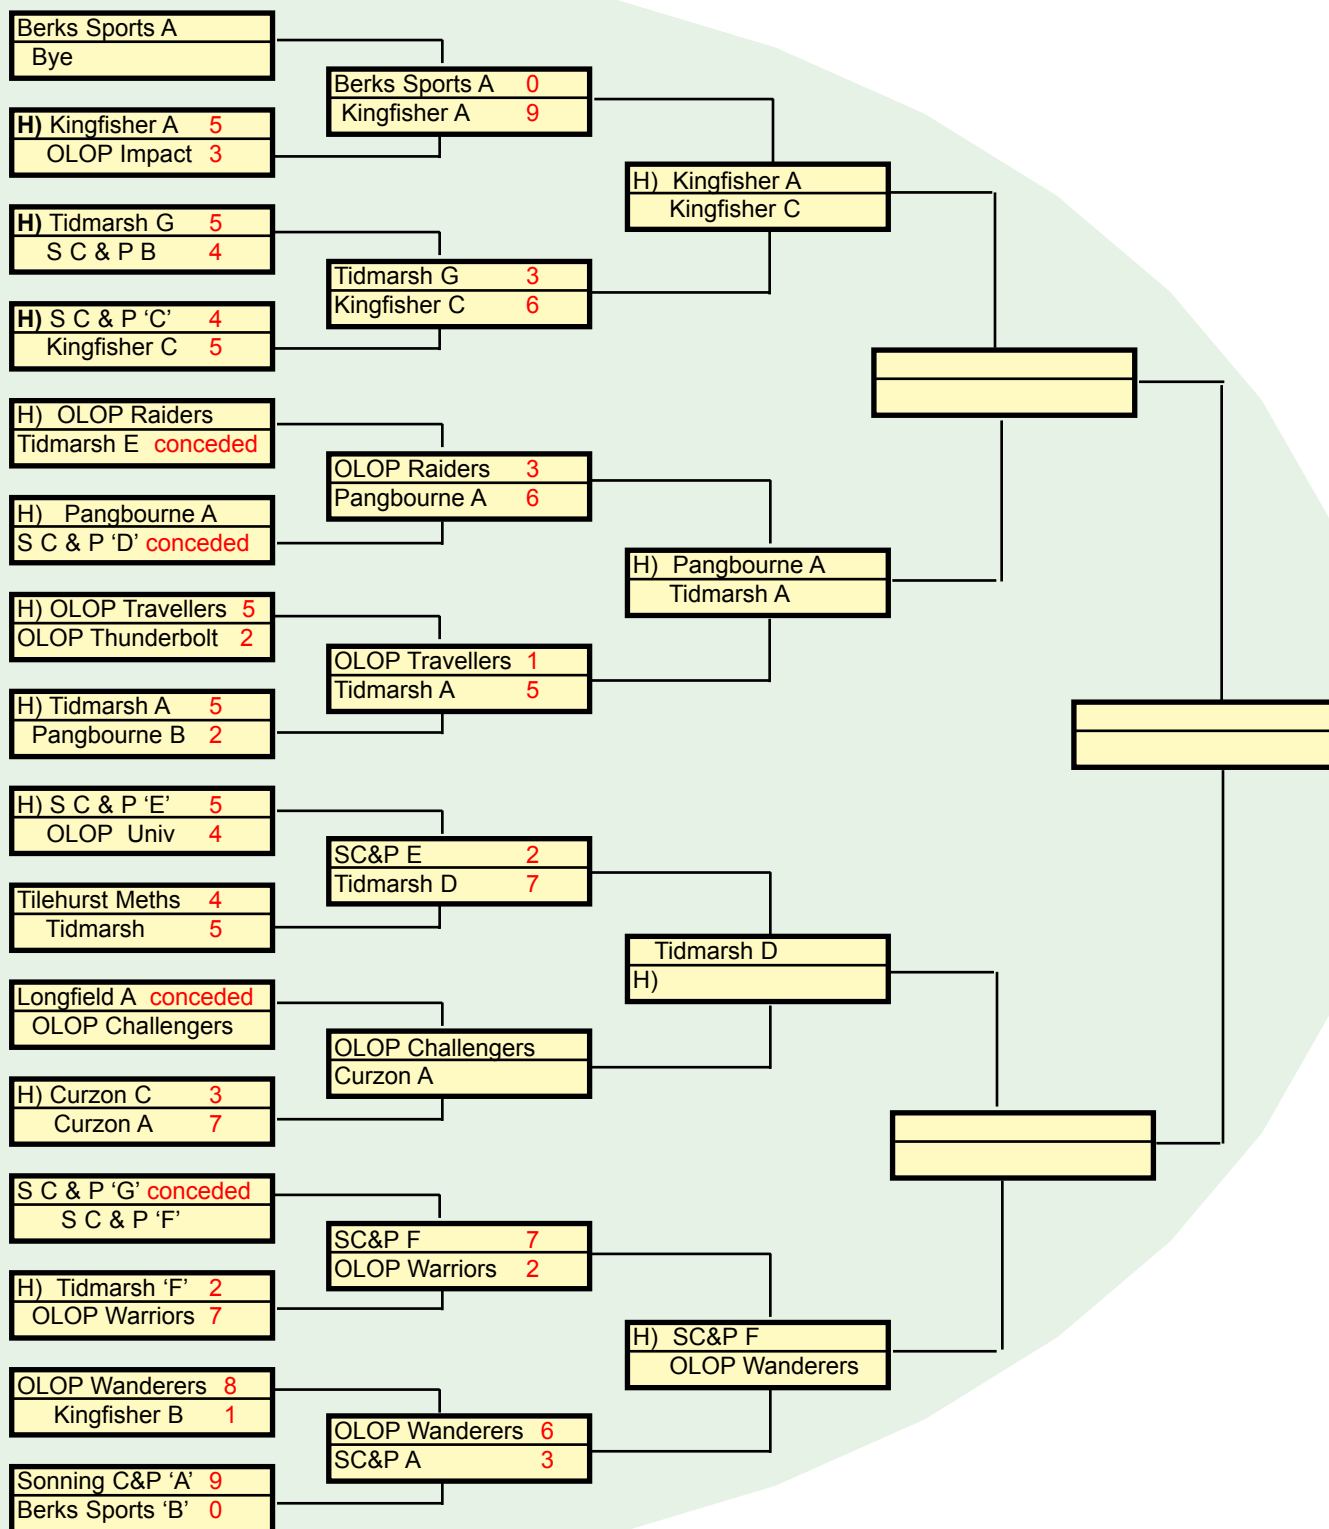 Berks Sports A
Bye
H) Kingfisher A 5
OLOP Impact 3
H) Tidmarsh G 5
S C & P B 4
H) S C & P ‘C’ 4
Kingfisher C 5
H) OLOP Raiders
Tidmarsh E conceded
H) Pangbourne A
S C & P ‘D’ conceded
H) OLOP Travellers 5
OLOP Thunderbolt 2
H) Tidmarsh A 5
Pangbourne B 2
H) S C & P ‘E’ 5
OLOP Univ 4
Tilehurst Meths 4
Tidmarsh 5
Longfield A conceded
OLOP Challengers
H) Curzon C 3
Curzon A 7
S C & P ‘G’ conceded
S C & P ‘F’
H) Tidmarsh ‘F’ 2
OLOP Warriors 7
OLOP Wanderers 8
Kingfisher B 1
Sonning C&P ‘A’ 9
Berks Sports ‘B’ 0
Berks Sports A 0
Kingfisher A 9
Tidmarsh G 3
Kingfisher C 6
OLOP Raiders 3
Pangbourne A 6
OLOP Travellers 1
Tidmarsh A 5
SC&P E 2
Tidmarsh D 7
OLOP Challengers
Curzon A
SC&P F 7
OLOP Warriors 2
OLOP Wanderers 6
SC&P A 3
H) Kingfisher A
Kingfisher C
H) Pangbourne A
Tidmarsh A
Tidmarsh D
H)
H) SC&P F
OLOP Wanderers